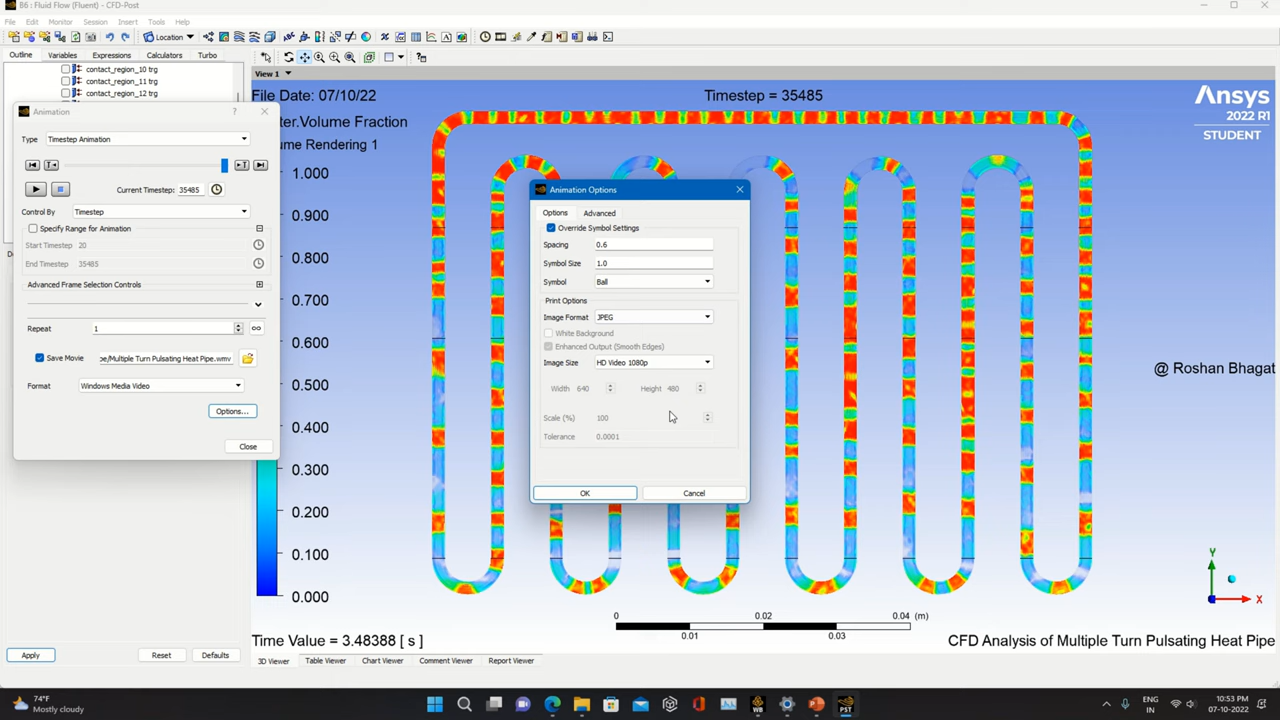 B6 : Fluid Flow (Fluent) - CFD-Post
File Edit Monitor Session Insert Tools Help
Location
Outline Variables Expressions Calculators Turbo
contact_region_10 trg
contact_region_11 trg
contact_region_12 trg
View 1
File Date: 07/10/22
Timestep = 35485
ter.Volume Fraction
ume Rendering 1
Ansys
2022 R1
STUDENT
1.000
0.900
0.800
0.700
0.600
0.500
0.400
0.300
0.200
0.100
0.000
Animation
Type Timestep Animation
Current Timestep: 35485
Control By Timestep
Specify Range for Animation
Start Timestep 20
End Timestep 35485
Advanced Frame Selection Controls
Repeat 1
Save Movie pe/Multiple Turn Pulsating Heat Pipe.wmv
Format Windows Media Video
Options...
Close
Animation Options
Options Advanced
Override Symbol Settings
Spacing 0.6
Symbol Size 1.0
Symbol Ball
Print Options
Image Format JPEG
White Background
Enhanced Output (Smooth Edges)
Image Size HD Video 1080p
Width 640 Height 480
Scale (%) 100
Tolerance 0.0001
OK Cancel
@ Roshan Bhagat
Y
X
0 0.02 0.04 (m)
0.01 0.03
Time Value = 3.48388 [ s ]
CFD Analysis of Multiple Turn Pulsating Heat Pipe
Apply Reset Defaults
3D Viewer Table Viewer Chart Viewer Comment Viewer Report Viewer
74°F
Mostly cloudy
WB
PST
ENG
IN
10:53 PM
07-10-2022